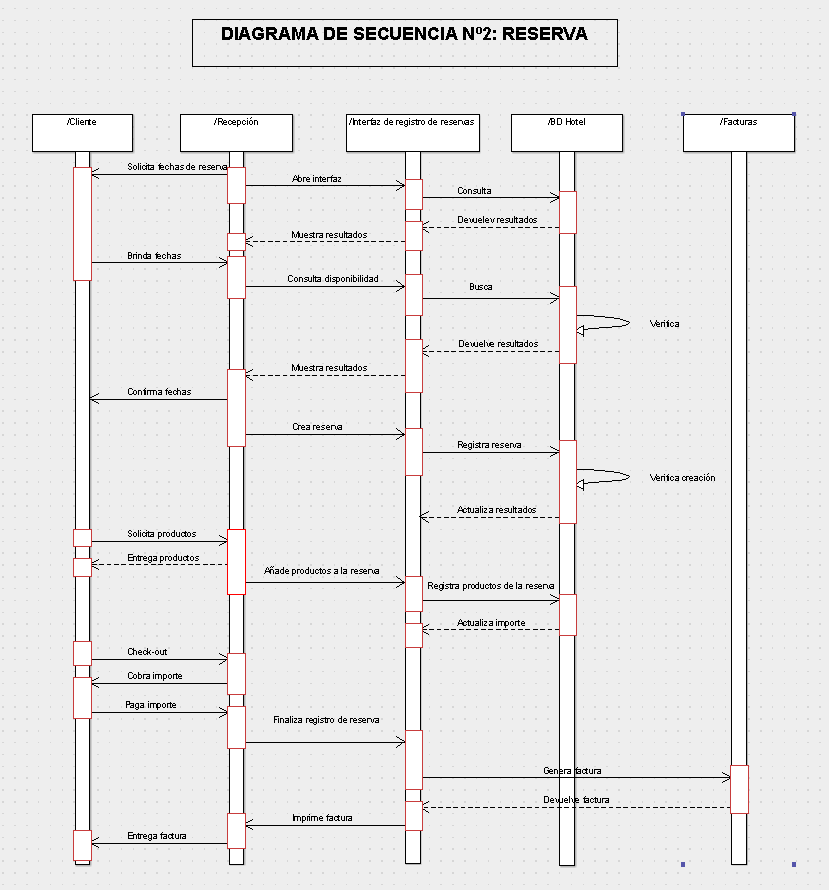 DIAGRAMA DE SECUENCIA Nº2: RESERVA
/Cliente
/Recepción
/Interfaz de registro de reservas
/BD Hotel
/Facturas
Solicita fechas de reserva
Abre interfaz
Consulta
Devuelev resultados
Muestra resultados
Brinda fechas
Consulta disponibilidad
Busca
Verifica
Devuelve resultados
Muestra resultados
Confirma fechas
Crea reserva
Registra reserva
Verifica creación
Actualiza resultados
Solicita productos
Entrega productos
Añade productos a la reserva
Registra productos de la reserva
Actualiza importe
Check-out
Cobra importe
Paga importe
Finaliza registro de reserva
Genera factura
Devuelve factura
Imprime factura
Entrega factura